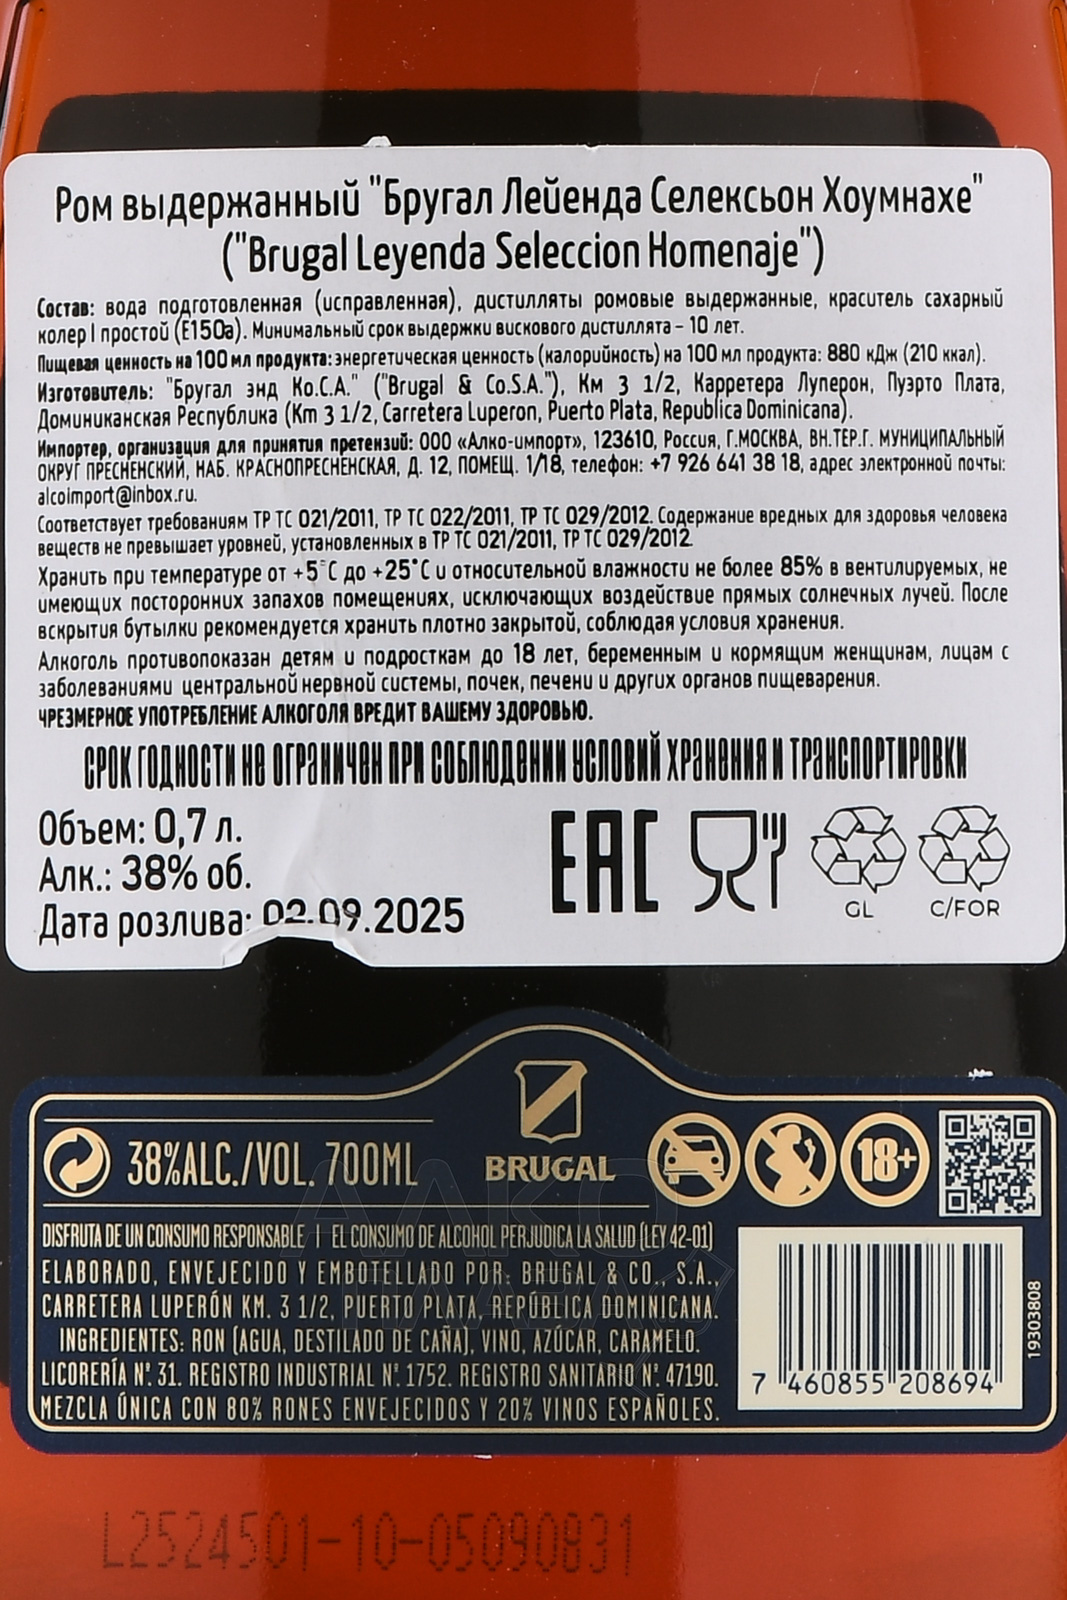 Ром выдержанный "Бругал Лейенда Селексьон Хоумнахе"
("Brugal Leyenda Seleccion Homenaje")
Состав: вода подготовленная (исправленная), дистилляты ромовые выдержанные, краситель сахарный
колер I простой (E150a). Минимальный срок выдержки вискового дистиллята – 10 лет.
Пищевая ценность на 100 мл продукта: энергетическая ценность (калорийность) на 100 мл продукта: 880 кДж (210 ккал).
Изготовитель: "Бругал энд Ко.С.А." ("Brugal & Co.S.A."), Км 3 1/2, Карретера Луперон, Пуэрто Плата,
Доминиканская Республика (Km 3 1/2, Carretera Luperon, Puerto Plata, Republica Dominicana).
Импортер, организация для принятия претензий: ООО «Алко-импорт», 123610, Россия, Г.МОСКВА, ВН.ТЕР.Г. МУНИЦИПАЛЬНЫЙ
ОКРУГ ПРЕСНЕНСКИЙ, НАБ. КРАСНОПРЕСНЕНСКАЯ, Д. 12, ПОМЕЩ. 1/18, телефон: +7 926 641 38 18, адрес электронной почты:
alcoimport@inbox.ru.
Соответствует требованиям ТР ТС 021/2011, ТР ТС 022/2011, ТР ТС 029/2012. Содержание вредных для здоровья человека
веществ не превышает уровней, установленных в ТР ТС 021/2011, ТР ТС 029/2012.
Хранить при температуре от +5°С до +25°С и относительной влажности не более 85% в вентилируемых, не
имеющих посторонних запахов помещениях, исключающих воздействие прямых солнечных лучей. После
вскрытия бутылки рекомендуется хранить плотно закрытой, соблюдая условия хранения.
Алкоголь противопоказан детям и подросткам до 18 лет, беременным и кормящим женщинам, лицам с
заболеваниями центральной нервной системы, почек, печени и других органов пищеварения.
ЧРЕЗМЕРНОЕ УПОТРЕБЛЕНИЕ АЛКОГОЛЯ ВРЕДИТ ВАШЕМУ ЗДОРОВЬЮ.
СРОК ГОДНОСТИ НЕ ОГРАНИЧЕН ПРИ СОБЛЮДЕНИИ УСЛОВИЙ ХРАНЕНИЯ И ТРАНСПОРТИРОВКИ
Объем: 0,7 л.
Алк.: 38% об.
Дата розлива: 02.09.2025
EAC
GL
C/FOR
38%ALC./VOL. 700ML
BRUGAL
18+
DISFRUTA DE UN CONSUMO RESPONSABLE | EL CONSUMO DE ALCOHOL PERJUDICA LA SALUD (LEY 42-01)
ELABORADO, ENVEJECIDO Y EMBOTELLADO POR: BRUGAL & CO., S.A.,
CARRETERA LUPERÓN KM. 3 1/2, PUERTO PLATA, REPÚBLICA DOMINICANA.
INGREDIENTES: RON (AGUA, DESTILADO DE CAÑA), VINO, AZÚCAR, CARAMELO.
LICORERÍA Nº. 31. REGISTRO INDUSTRIAL Nº. 1752. REGISTRO SANITARIO Nº. 47190.
MEZCLA ÚNICA CON 80% RONES ENVEJECIDOS Y 20% VINOS ESPAÑOLES.
7 460855 208694
19303808
L2524501-10-05090831